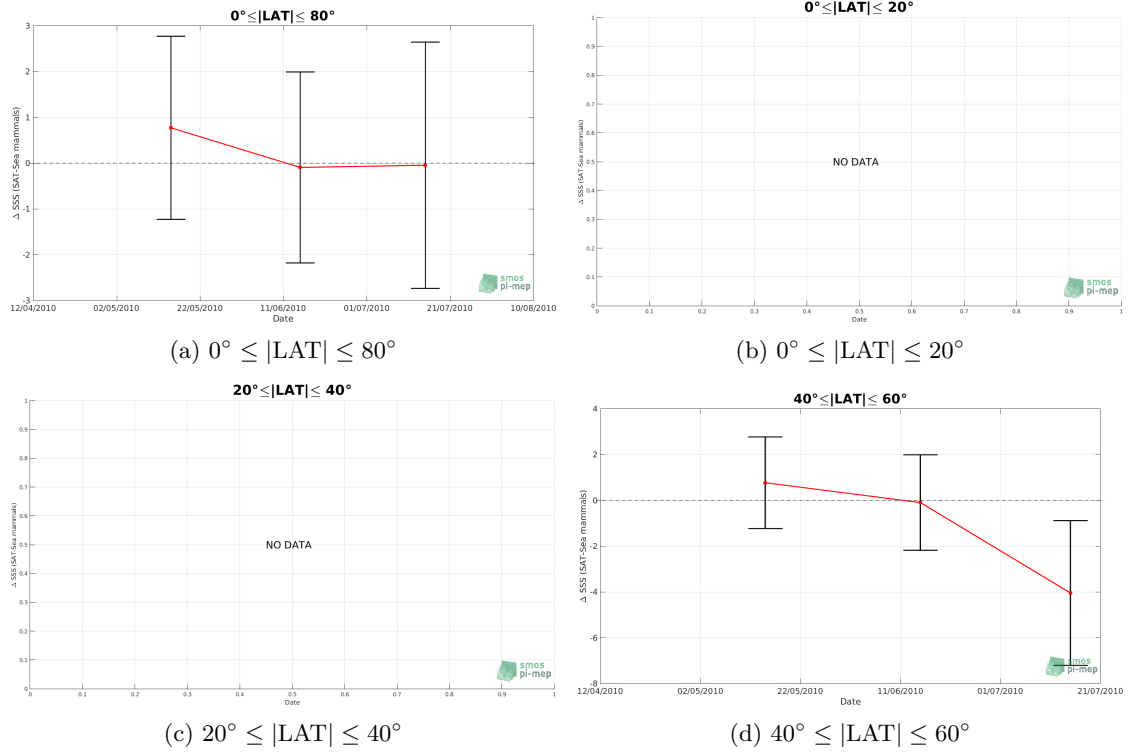 0°≤|LAT|≤ 80°
3
2
1
0
-1
-2
-3
Δ SSS (SAT-Sea mammals)
12/04/2010 02/05/2010 22/05/2010 11/06/2010 01/07/2010 21/07/2010 10/08/2010
Date
smos
pi-mep
(a) 0° ≤ |LAT| ≤ 80°
0°≤|LAT|≤ 20°
1
0.9
0.8
0.7
0.6
0.5
0.4
0.3
0.2
0.1
0
Δ SSS (SAT-Sea mammals)
NO DATA
0 0.1 0.2 0.3 0.4 0.5 0.6 0.7 0.8 0.9 1
Date
smos
pi-mep
(b) 0° ≤ |LAT| ≤ 20°
20°≤|LAT|≤ 40°
1
0.9
0.8
0.7
0.6
0.5
0.4
0.3
0.2
0.1
0
Δ SSS (SAT-Sea mammals)
NO DATA
0 0.1 0.2 0.3 0.4 0.5 0.6 0.7 0.8 0.9 1
Date
smos
pi-mep
(c) 20° ≤ |LAT| ≤ 40°
40°≤|LAT|≤ 60°
4
2
0
-2
-4
-6
-8
Δ SSS (SAT-Sea mammals)
12/04/2010 02/05/2010 22/05/2010 11/06/2010 01/07/2010 21/07/2010
Date
smos
pi-mep
(d) 40° ≤ |LAT| ≤ 60°